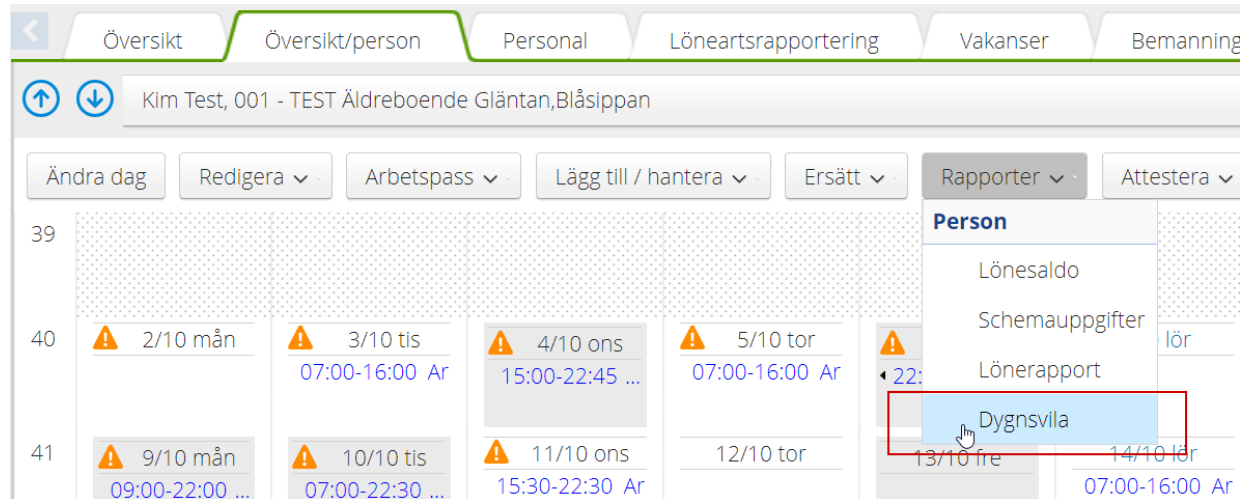 Översikt Översikt/person Personal Löneartsrapportering Vakanser Bemanning
Kim Test, 001 - TEST Äldreboende Gläntan,Blåsippan
Ändra dag Redigera Arbetspass Lägg till / hantera Ersätt Rapporter Attestera
Person
39
Lönesaldo
Schemauppgifter
40 2/10 mån 3/10 tis 4/10 ons 5/10 tor lör
07:00-16:00 Ar 15:00-22:45 ... 07:00-16:00 Ar 22:
Lönerapport
Dygnsvila
41 9/10 mån 10/10 tis 11/10 ons 12/10 tor 13/10 fre 14/10 lör
09:00-22:00 ... 07:00-22:30 ... 15:30-22:30 Ar 07:00-16:00 Ar